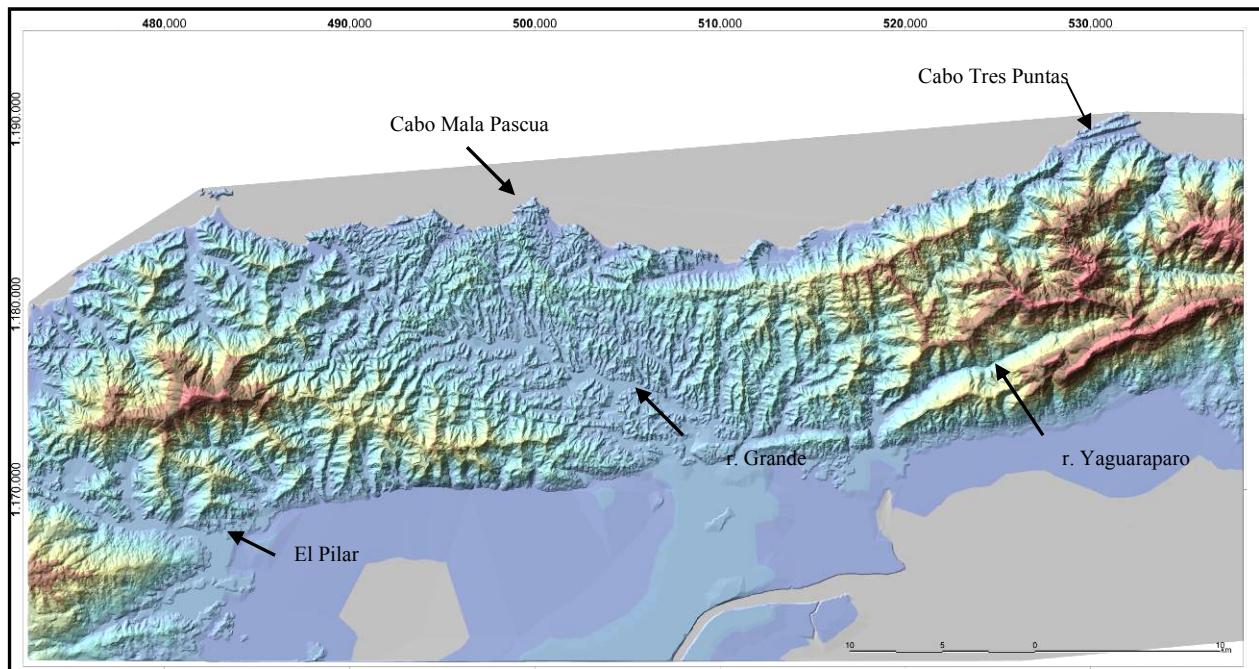 480,000 490,000 500,000 510,000 520,000 530,000
Cabo Tres Puntas
1.190.000
Cabo Mala Pascua
1.180.000
r. Grande
r. Yaguaraparo
1.170.000
El Pilar
10 5 0 10
km